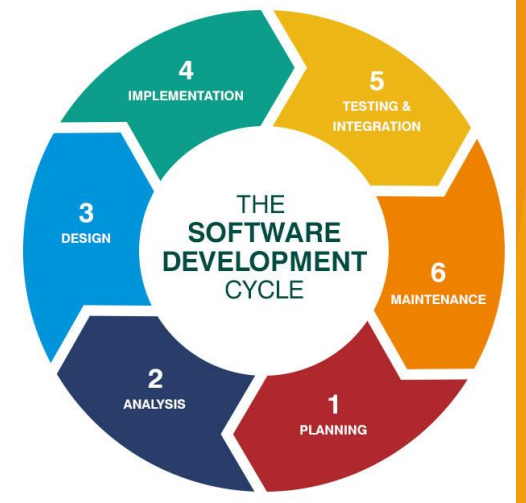 THE
SOFTWARE
DEVELOPMENT
CYCLE
1
PLANNING
2
ANALYSIS
3
DESIGN
4
IMPLEMENTATION
5
TESTING &
INTEGRATION
6
MAINTENANCE